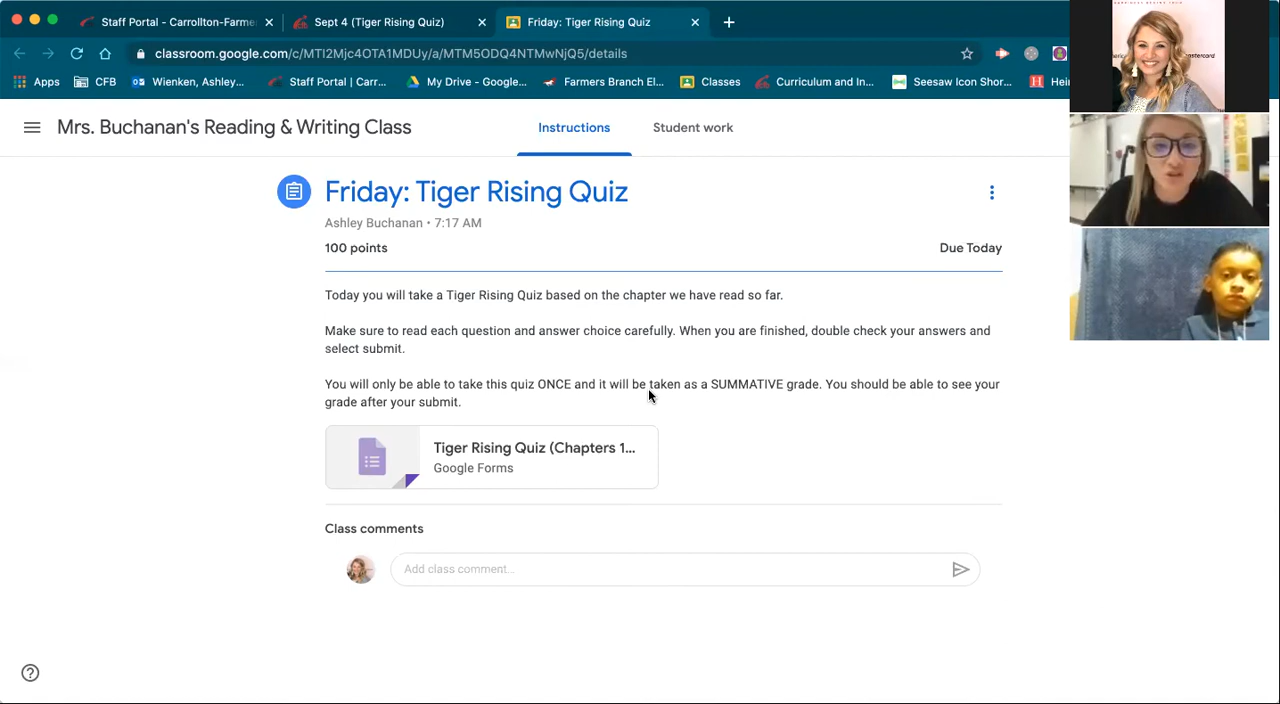 Staff Portal - Carrollton-Farme
Sept 4 (Tiger Rising Quiz)
Friday: Tiger Rising Quiz
classroom.google.com/c/MTI2Mjc4OTA1MDUy/a/MTM5ODQ4NTMwNjQ5/details
Apps
CFB
Wienken, Ashley...
Staff Portal | Carr...
My Drive - Google...
Farmers Branch El...
Classes
Curriculum and In...
Seesaw Icon Shor...
Mrs. Buchanan's Reading & Writing Class
Instructions
Student work
Friday: Tiger Rising Quiz
Ashley Buchanan • 7:17 AM
100 points
Due Today
Today you will take a Tiger Rising Quiz based on the chapter we have read so far.
Make sure to read each question and answer choice carefully. When you are finished, double check your answers and
select submit.
You will only be able to take this quiz ONCE and it will be taken as a SUMMATIVE grade. You should be able to see your
grade after your submit.
Tiger Rising Quiz (Chapters 1...
Google Forms
Class comments
Add class comment...